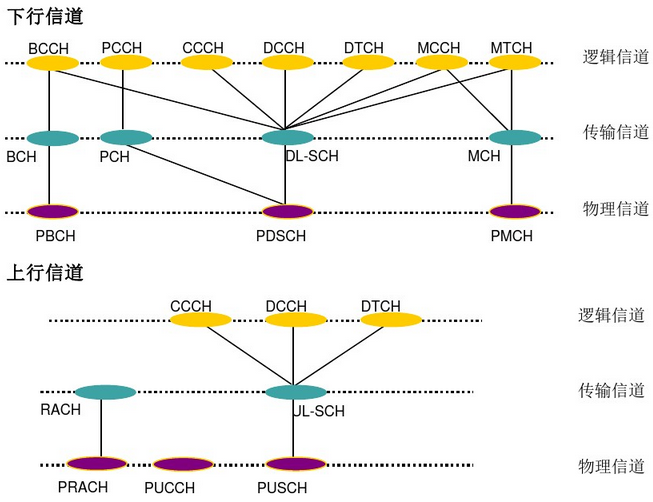 下行信道
BCCH PCCH CCCH DCCH DTCH MCCH MTCH 逻辑信道
BCH PCH DL-SCH MCH 传输信道
PBCH PDSCH PMCH 物理信道
上行信道
CCCH DCCH DTCH 逻辑信道
RACH UL-SCH 传输信道
PRACH PUCCH PUSCH 物理信道